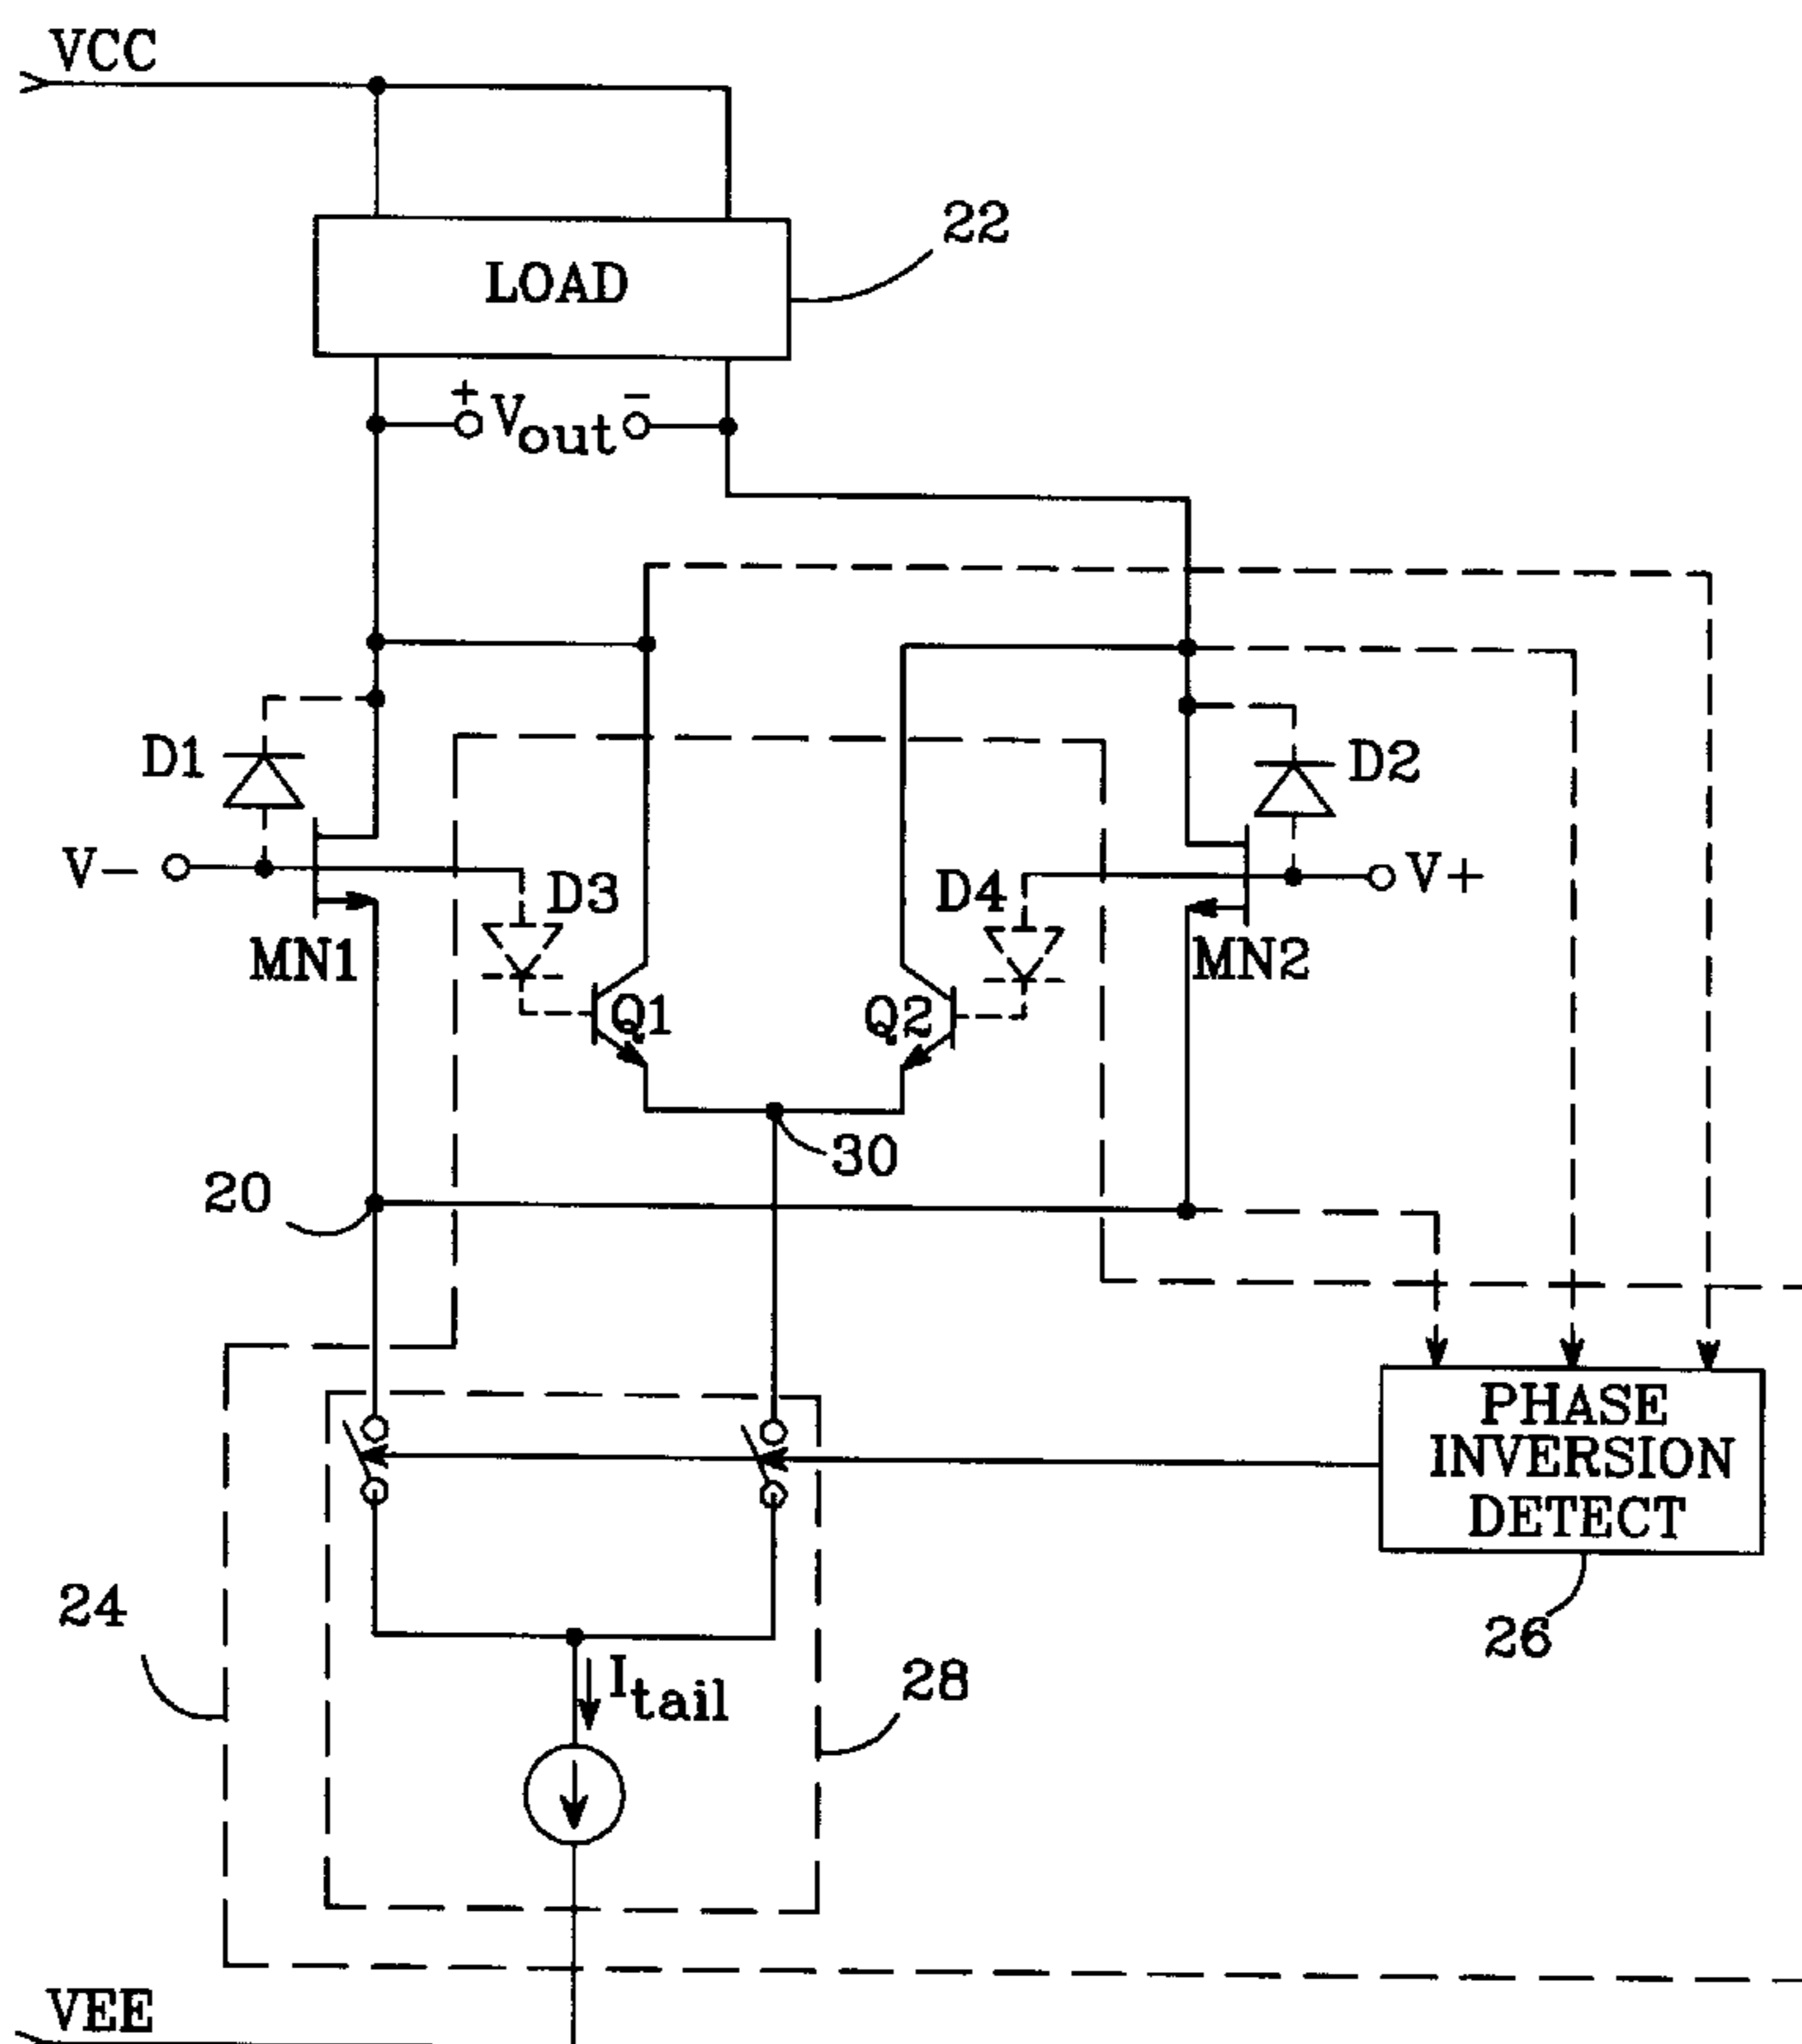 VCC
22
LOAD
+ Vout −
D1
D2
V−
V+
D3
D4
MN1
MN2
Q1
Q2
30
20
PHASE
INVERSION
DETECT
24
26
Itail
28
VEE